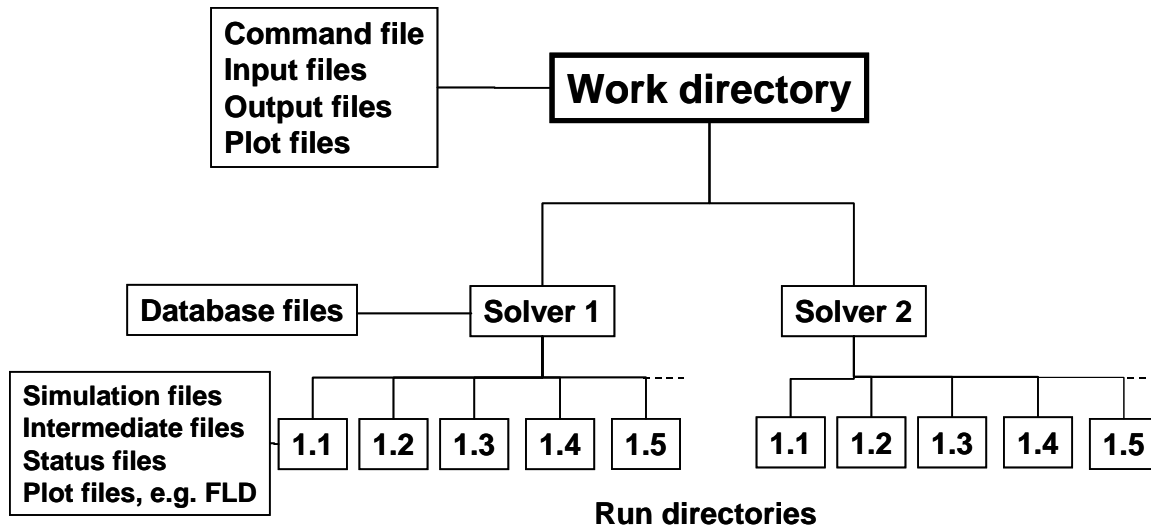 Command file
Input files
Output files
Plot files
Work directory
Database files
Solver 1
Solver 2
Simulation files
Intermediate files
Status files
Plot files, e.g. FLD
1.1
1.2
1.3
1.4
1.5
1.1
1.2
1.3
1.4
1.5
Run directories